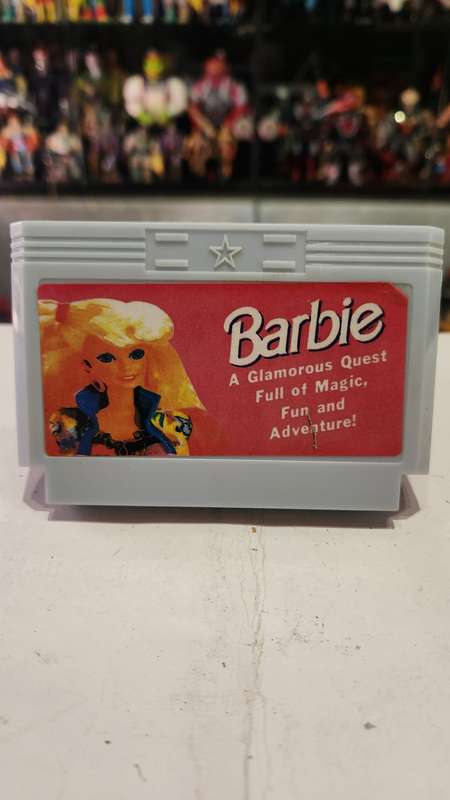 Barbie
A Glamorous Quest
Full of Magic,
Fun and
Adventure!